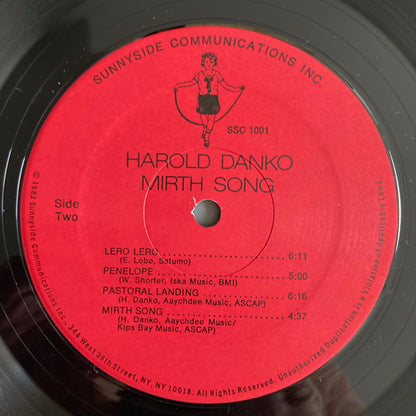 SUNNYSIDE COMMUNICATIONS INC.
SSC 1001
HAROLD DANKO
MIRTH SONG
Side
Two
LERO LERO ........................ 6:11
(E. Lobo, Satumo)
PENELOPE ........................ 5:00
(W. Shorter, Iska Music, BMI)
PASTORAL LANDING ............... 6:16
(H. Danko, Aaychdee Music, ASCAP)
MIRTH SONG ..................... 4:37
(H. Danko, Aaychdee Music/
Kips Bay Music, ASCAP)
© 1982 Sunnyside Communications Inc., 344 West 38th Street, NY, NY 10018. All Rights Reserved. Unauthorized Duplication is a Violation of Applicable Laws.